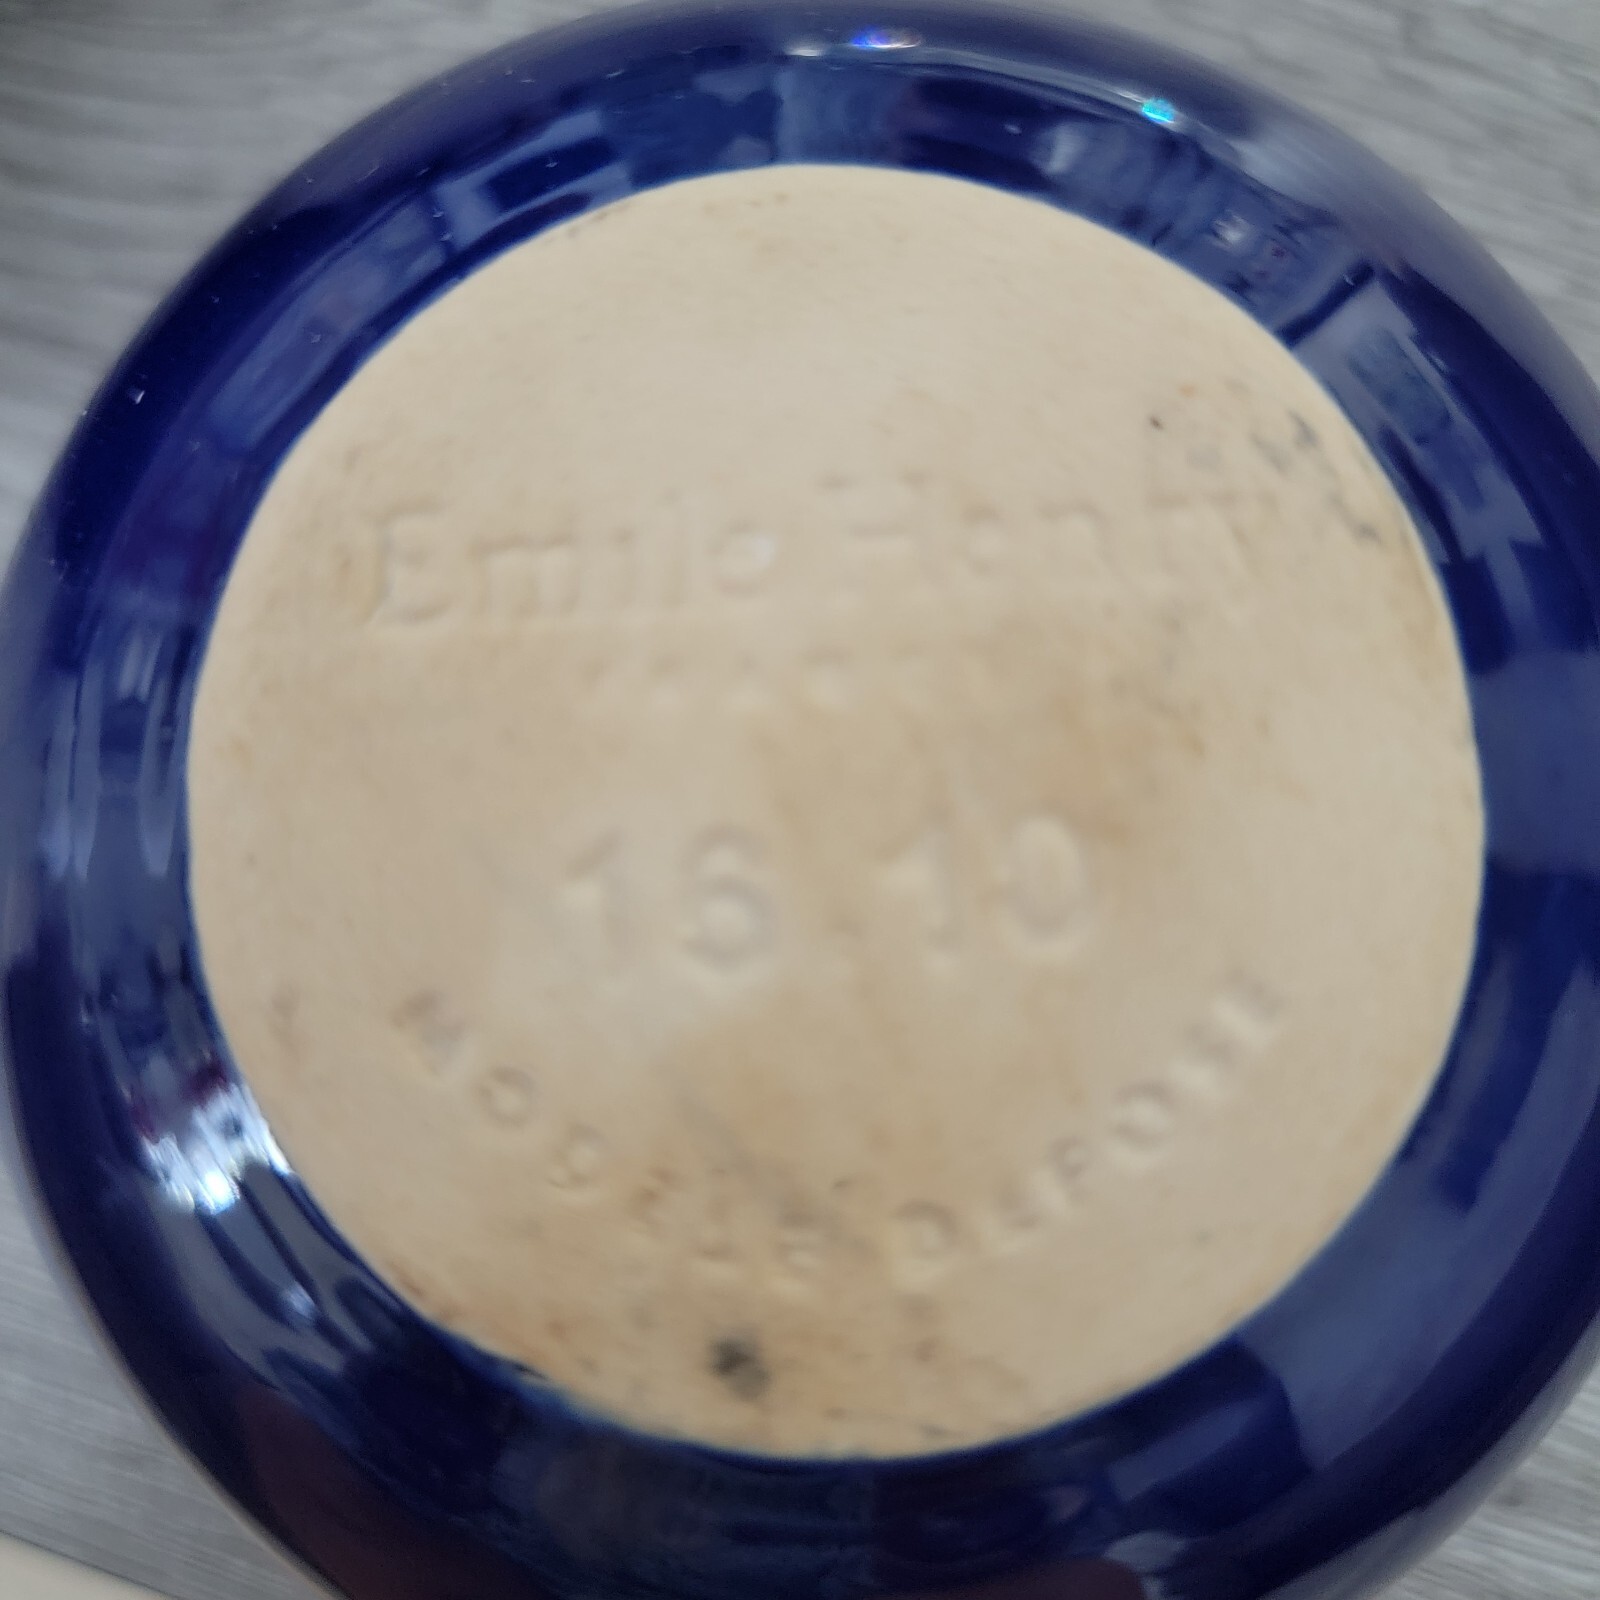 Emile Henry
16 10
MODELE DEPOSE